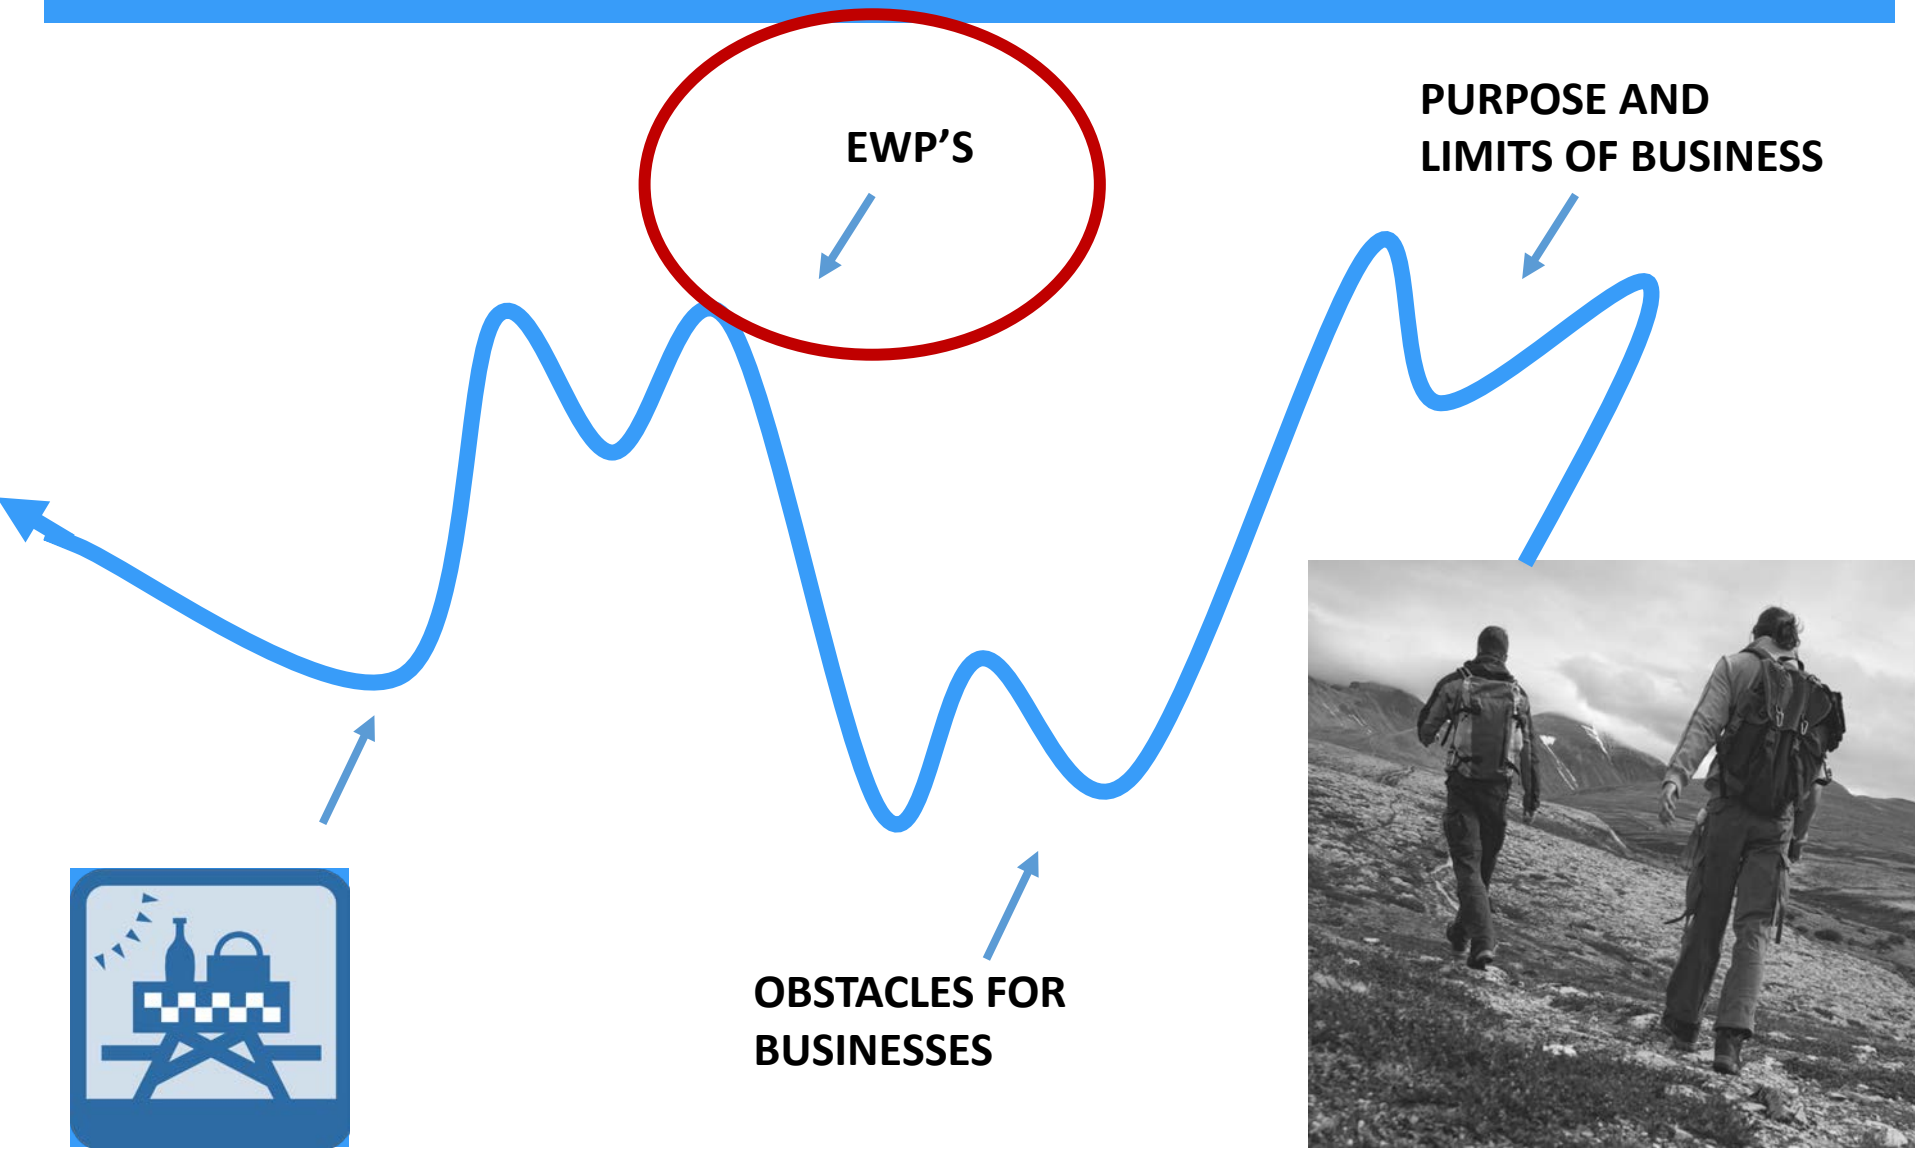 EWP’S
PURPOSE AND
LIMITS OF BUSINESS
OBSTACLES FOR
BUSINESSES